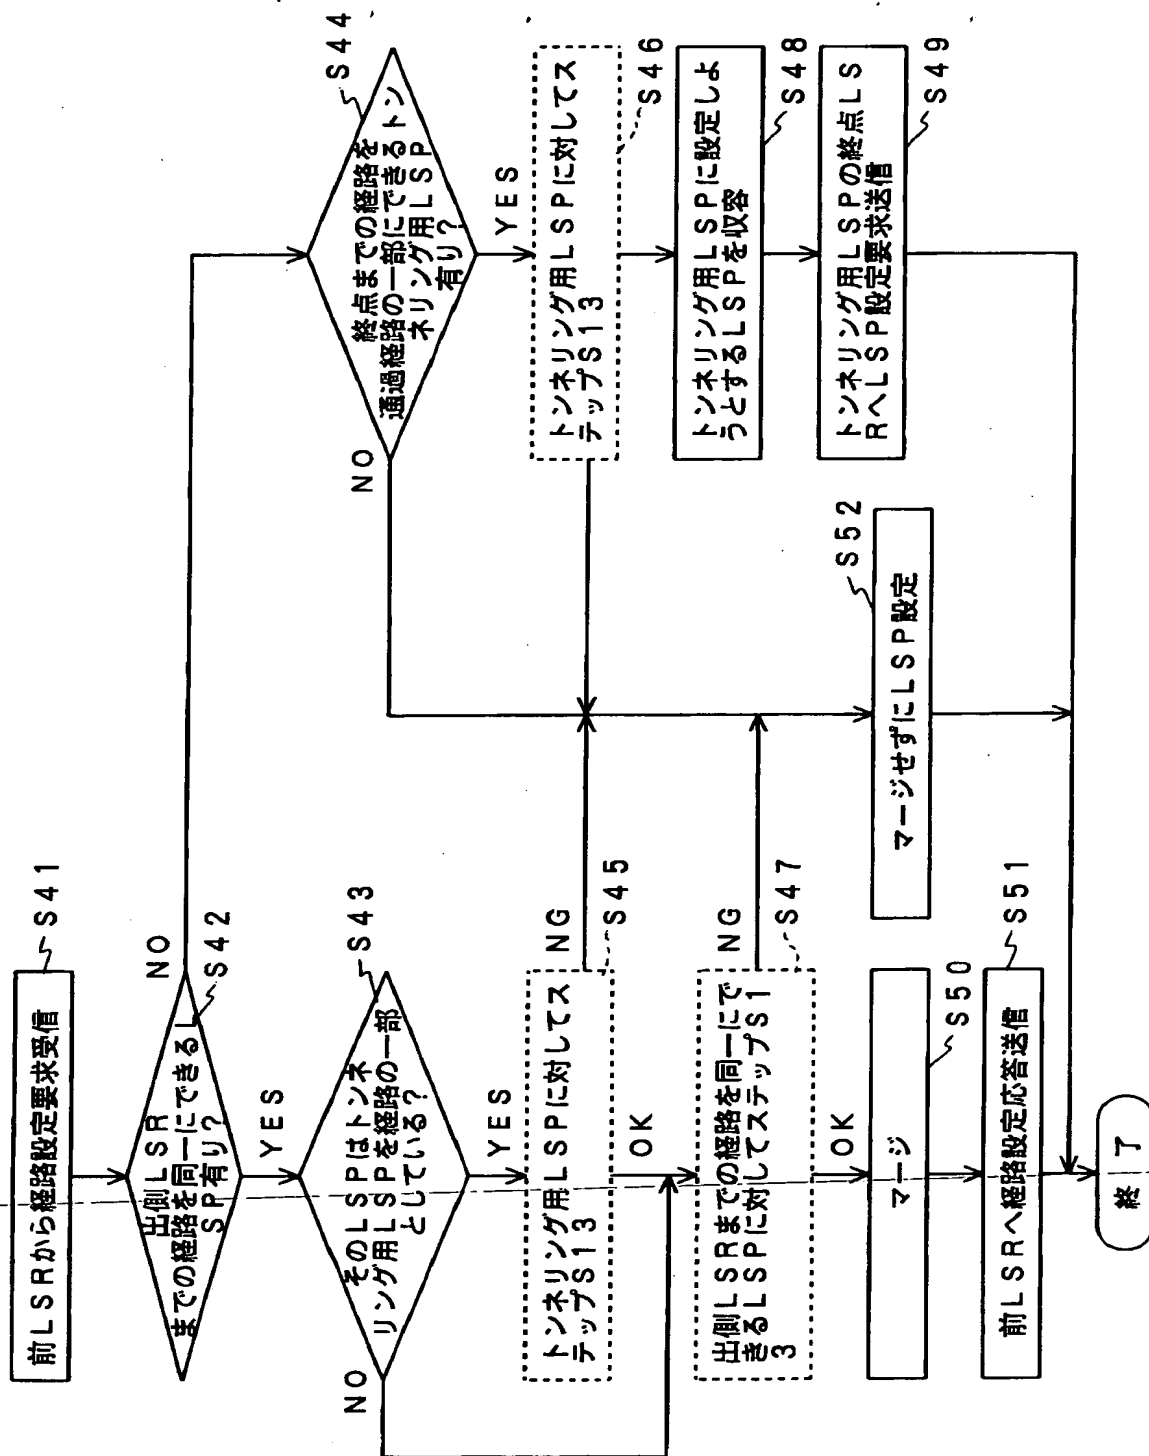 前LSRから経路設定要求受信
S41
出側LSR
までの経路を同一にできるL
SP有り?
S42
NO
YES
そのLSPはトンネ
リング用LSPを経路の一部
としている?
S43
NO
YES
終点までの経路を
通過経路の一部にできるトン
ネリング用LSP
有り?
S44
NO
YES
トンネリング用LSPに対してス
テップS13
S45
NG
OK
トンネリング用LSPに対してス
テップS13
S46
出側LSRまでの経路を同一にで
きるLSPに対してステップS1
3
S47
NG
OK
トンネリング用LSPに設定しよ
うとするLSPを収容
S48
トンネリング用LSPの終点LS
RへLSP設定要求送信
S49
マージ
S50
前LSRへ経路設定応答送信
S51
マージせずにLSP設定
S52
終了